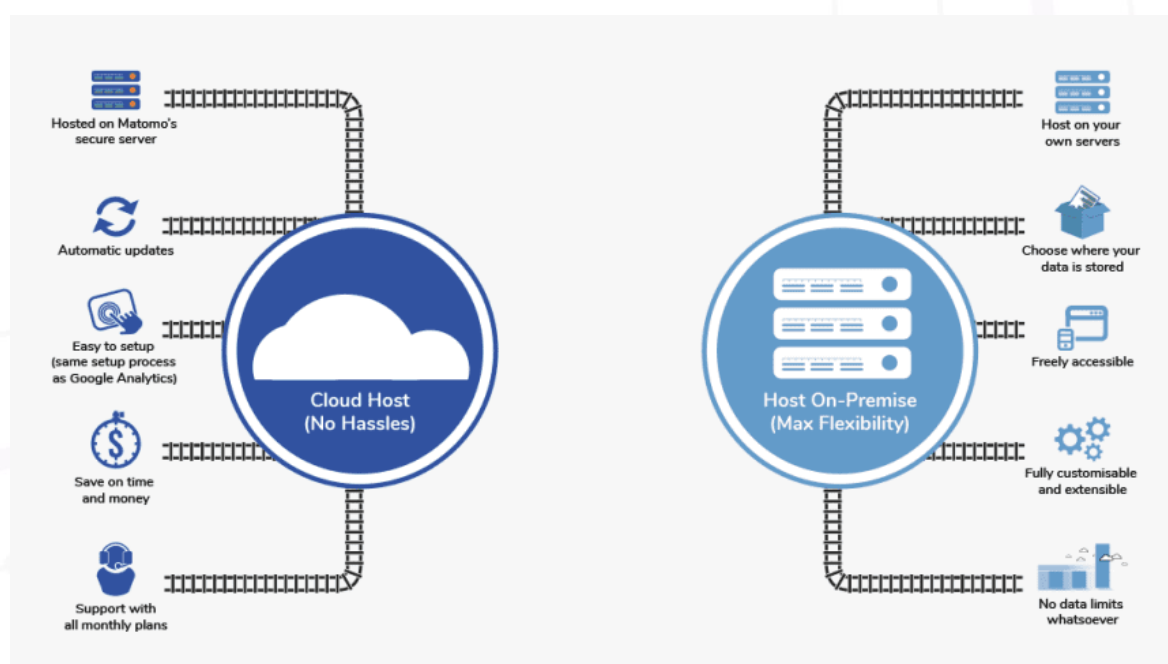 Hosted on Matomo's
secure server
Automatic updates
Easy to setup
(same setup process
as Google Analytics)
Save on time
and money
Support with
all monthly plans
Cloud Host
(No Hassles)
Host On-Premise
(Max Flexibility)
Host on your
own servers
Choose where your
data is stored
Freely accessible
Fully customisable
and extensible
No data limits
whatsoever